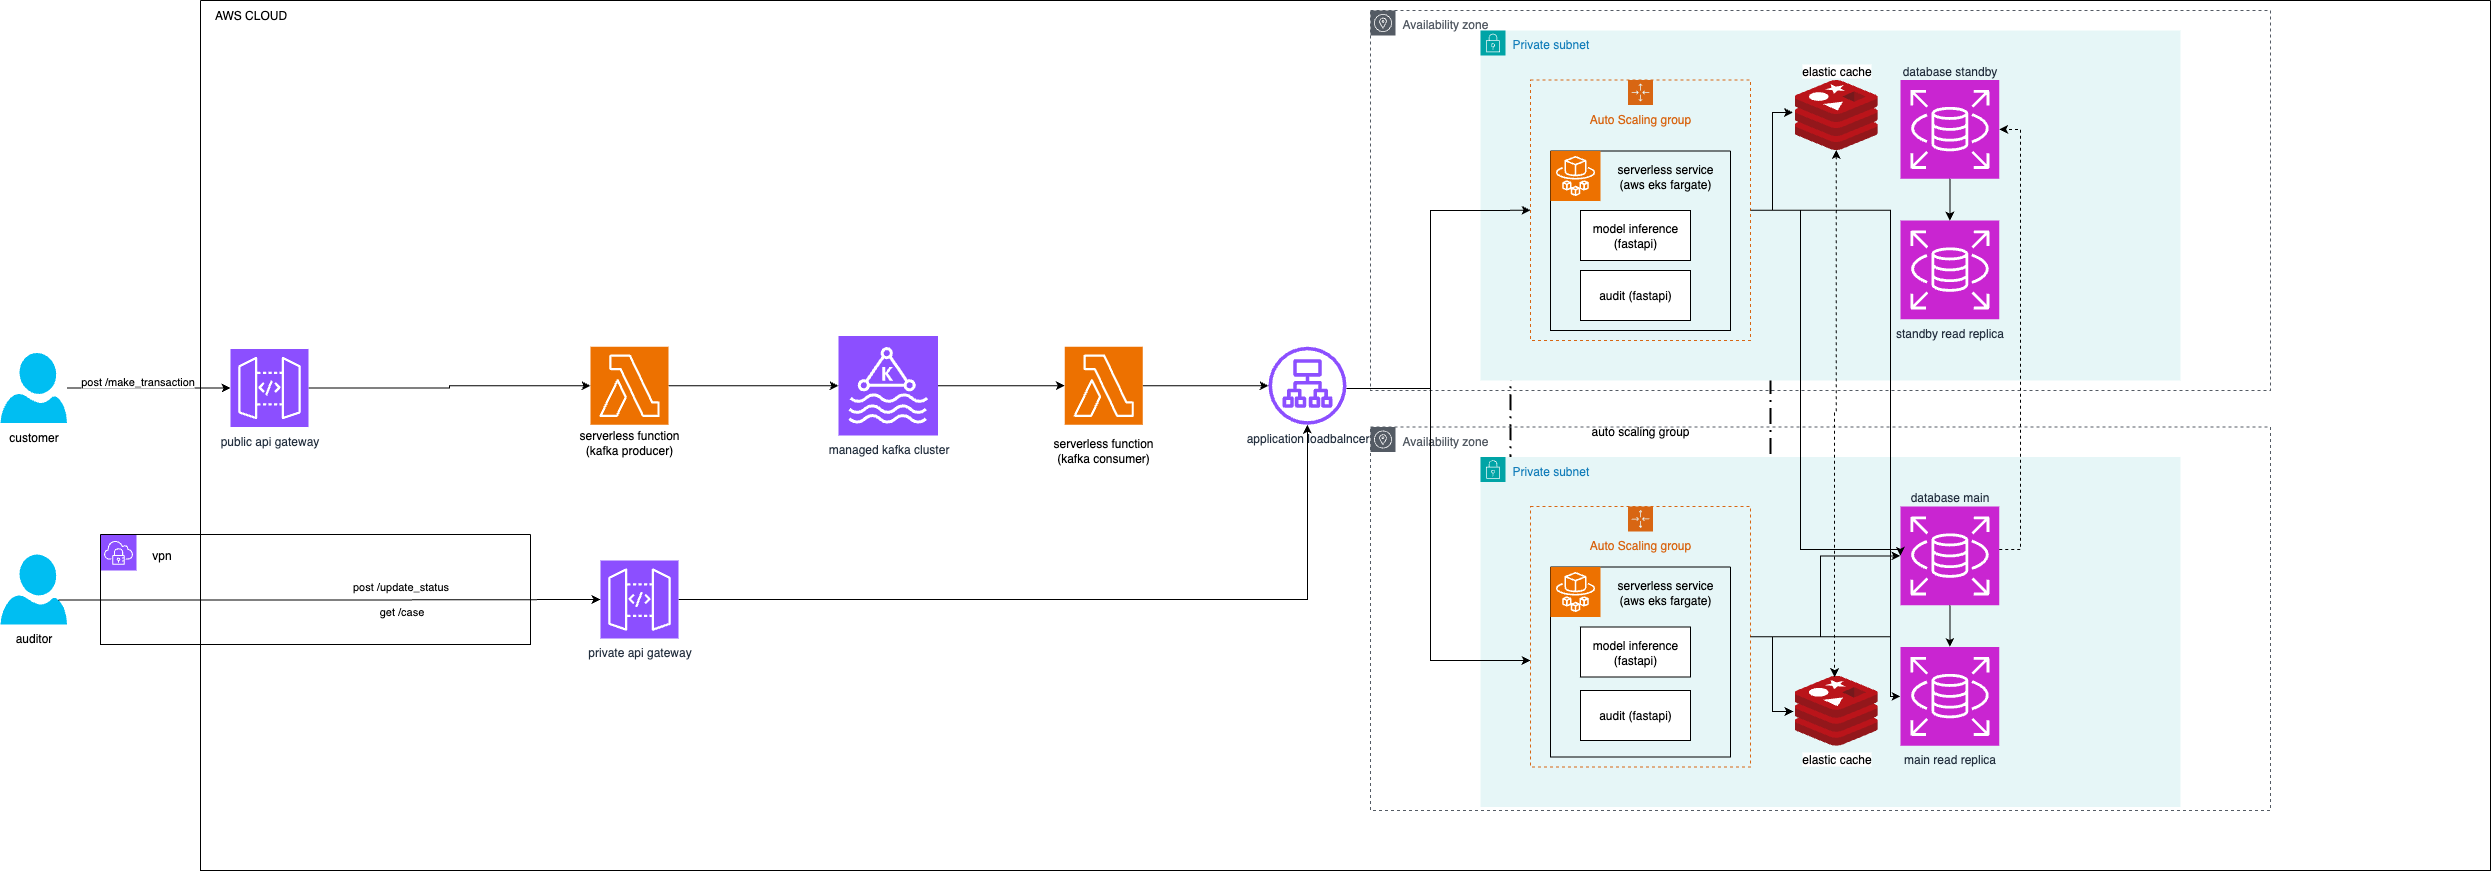 AWS CLOUD
Availability zone
Private subnet
elastic cache
database standby
Auto Scaling group
serverless service
(aws eks fargate)
model inference
(fastapi)
audit (fastapi)
standby read replica
post /make_transaction
customer
public api gateway
serverless function
(kafka producer)
K
managed kafka cluster
serverless function
(kafka consumer)
application loadbalncer
auto scaling group
Availability zone
Private subnet
database main
Auto Scaling group
serverless service
(aws eks fargate)
model inference
(fastapi)
audit (fastapi)
elastic cache
main read replica
vpn
post /update_status
get /case
auditor
private api gateway